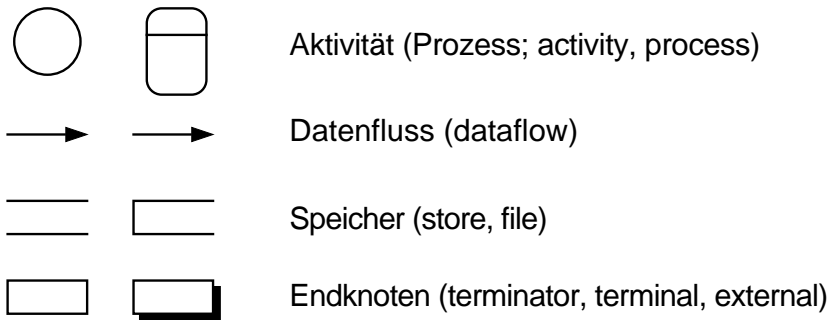 Aktivität (Prozess; activity, process)
Datenfluss (dataflow)
Speicher (store, file)
Endknoten (terminator, terminal, external)